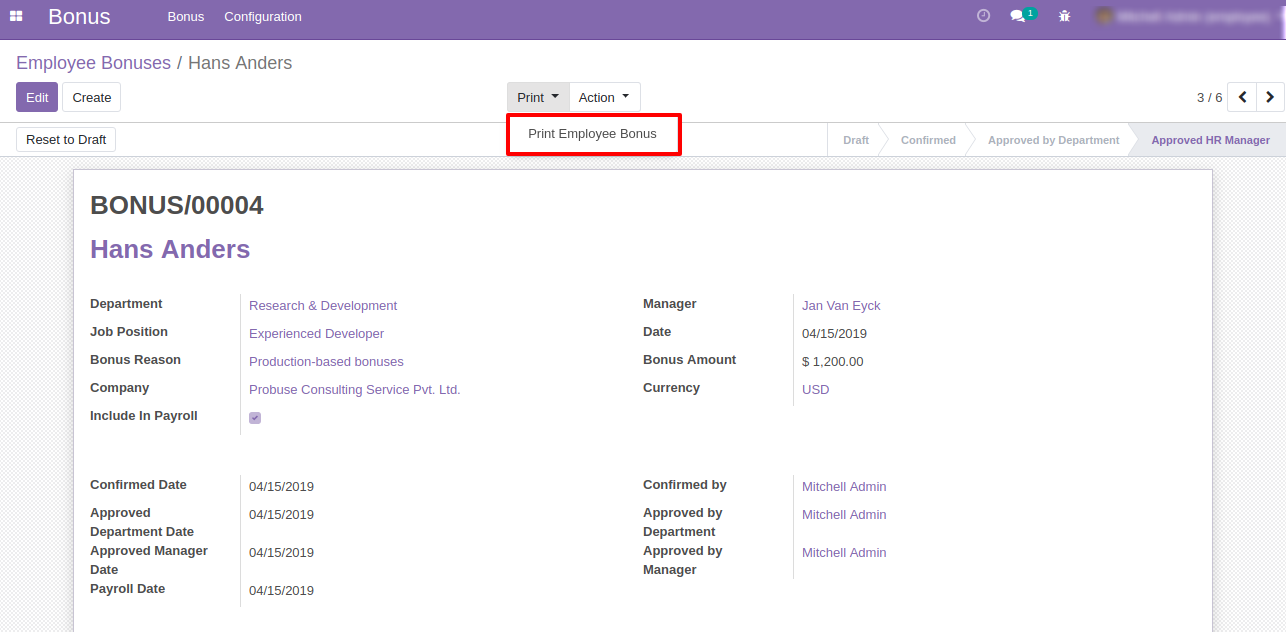 Bonus
Bonus Configuration
1
Employee Bonuses / Hans Anders
Edit Create Print Action 3 / 6
Print Employee Bonus
Reset to Draft Draft Confirmed Approved by Department Approved HR Manager
BONUS/00004
Hans Anders
Department Research & Development Manager Jan Van Eyck
Job Position Experienced Developer Date 04/15/2019
Bonus Reason Production-based bonuses Bonus Amount $ 1,200.00
Company Probuse Consulting Service Pvt. Ltd. Currency USD
Include In Payroll
Confirmed Date 04/15/2019 Confirmed by Mitchell Admin
Approved 04/15/2019 Approved by Mitchell Admin
Department Date Department
Approved Manager 04/15/2019 Approved by Mitchell Admin
Date Manager
Payroll Date 04/15/2019